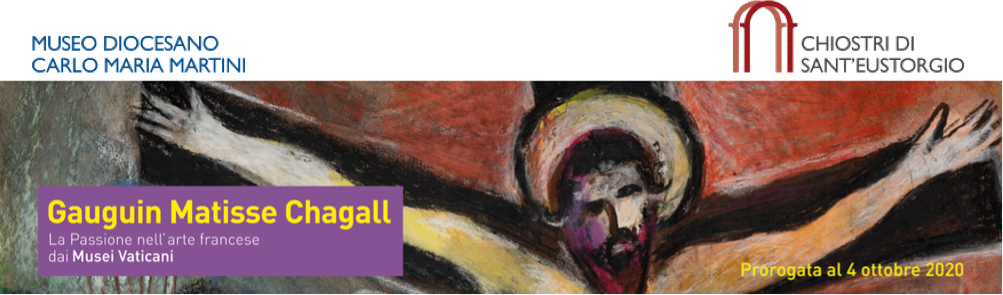 MUSEO DIOCESANO
CARLO MARIA MARTINI
CHIOSTRI DI
SANT'EUSTORGIO
Gauguin Matisse Chagall
La Passione nell'arte francese
dai Musei Vaticani
Prorogata al 4 ottobre 2020